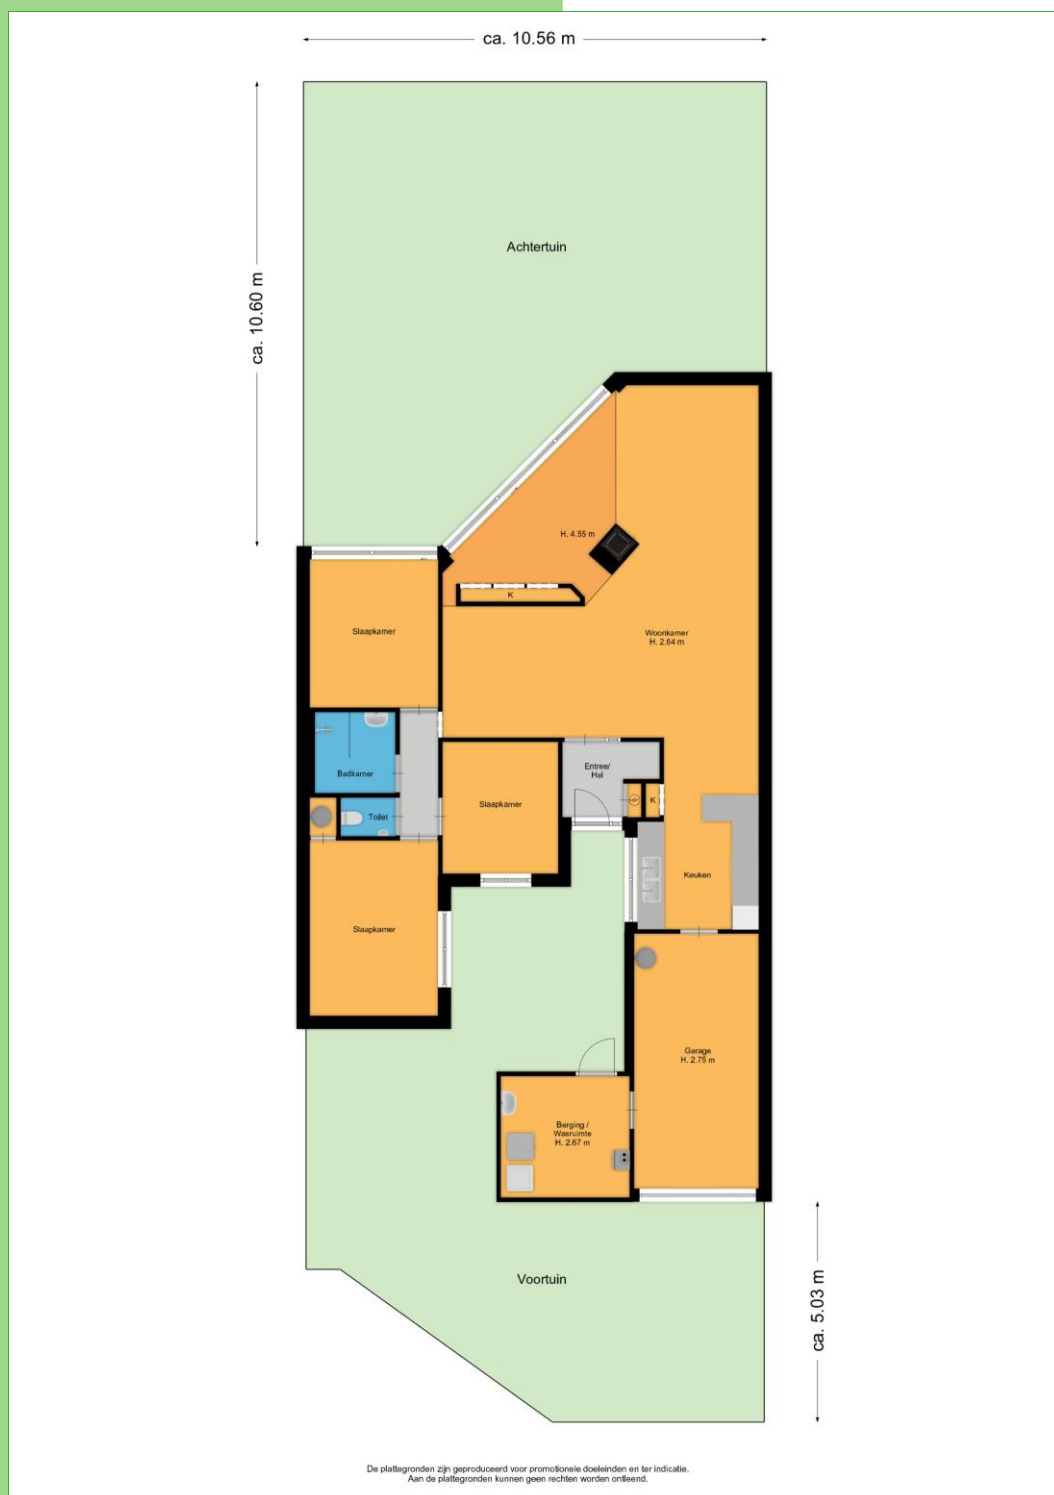 ca. 10.56 m
Achtertuin
ca. 10.60 m
H. 4.55 m
K
Slaapkamer
Woonkamer
H. 2.64 m
Badkamer
Entree/
Hal
Slaapkamer
K
Toilet
Keuken
Slaapkamer
Garage
H. 2.75 m
Berging /
Wasruimte
H. 2.67 m
Voortuin
ca. 5.03 m
De plattegronden zijn geproduceerd voor promotionele doeleinden en ter indicatie.
Aan de plattegronden kunnen geen rechten worden ontleend.